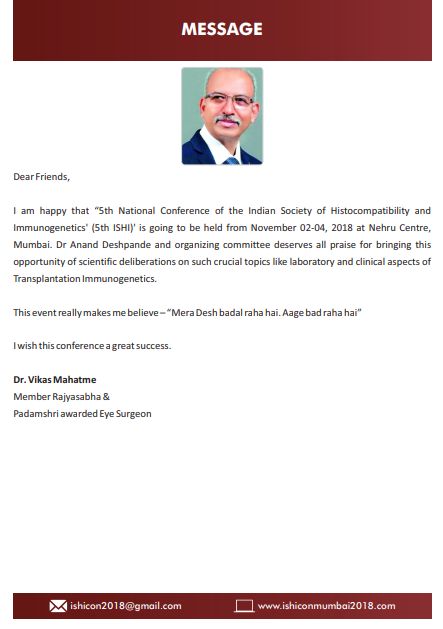 MESSAGE
Dear Friends,
I am happy that “5th National Conference of the Indian Society of Histocompatibility and
Immunogenetics' (5th ISHI)' is going to be held from November 02-04, 2018 at Nehru Centre,
Mumbai. Dr Anand Deshpande and organizing committee deserves all praise for bringing this
opportunity of scientific deliberations on such crucial topics like laboratory and clinical aspects of
Transplantation Immunogenetics.
This event really makes me believe – “Mera Desh badal raha hai. Aage bad raha hai”
I wish this conference a great success.
Dr. Vikas Mahatme
Member Rajyasabha &
Padamshri awarded Eye Surgeon
ishicon2018@gmail.com www.ishiconmumbai2018.com